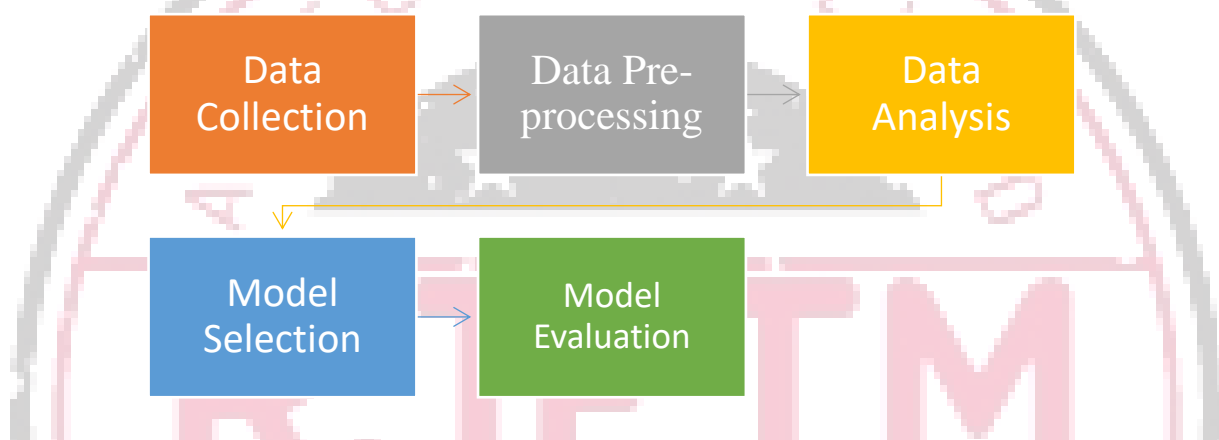 Data
Collection
Data Pre-
processing
Data
Analysis
Model
Selection
Model
Evaluation